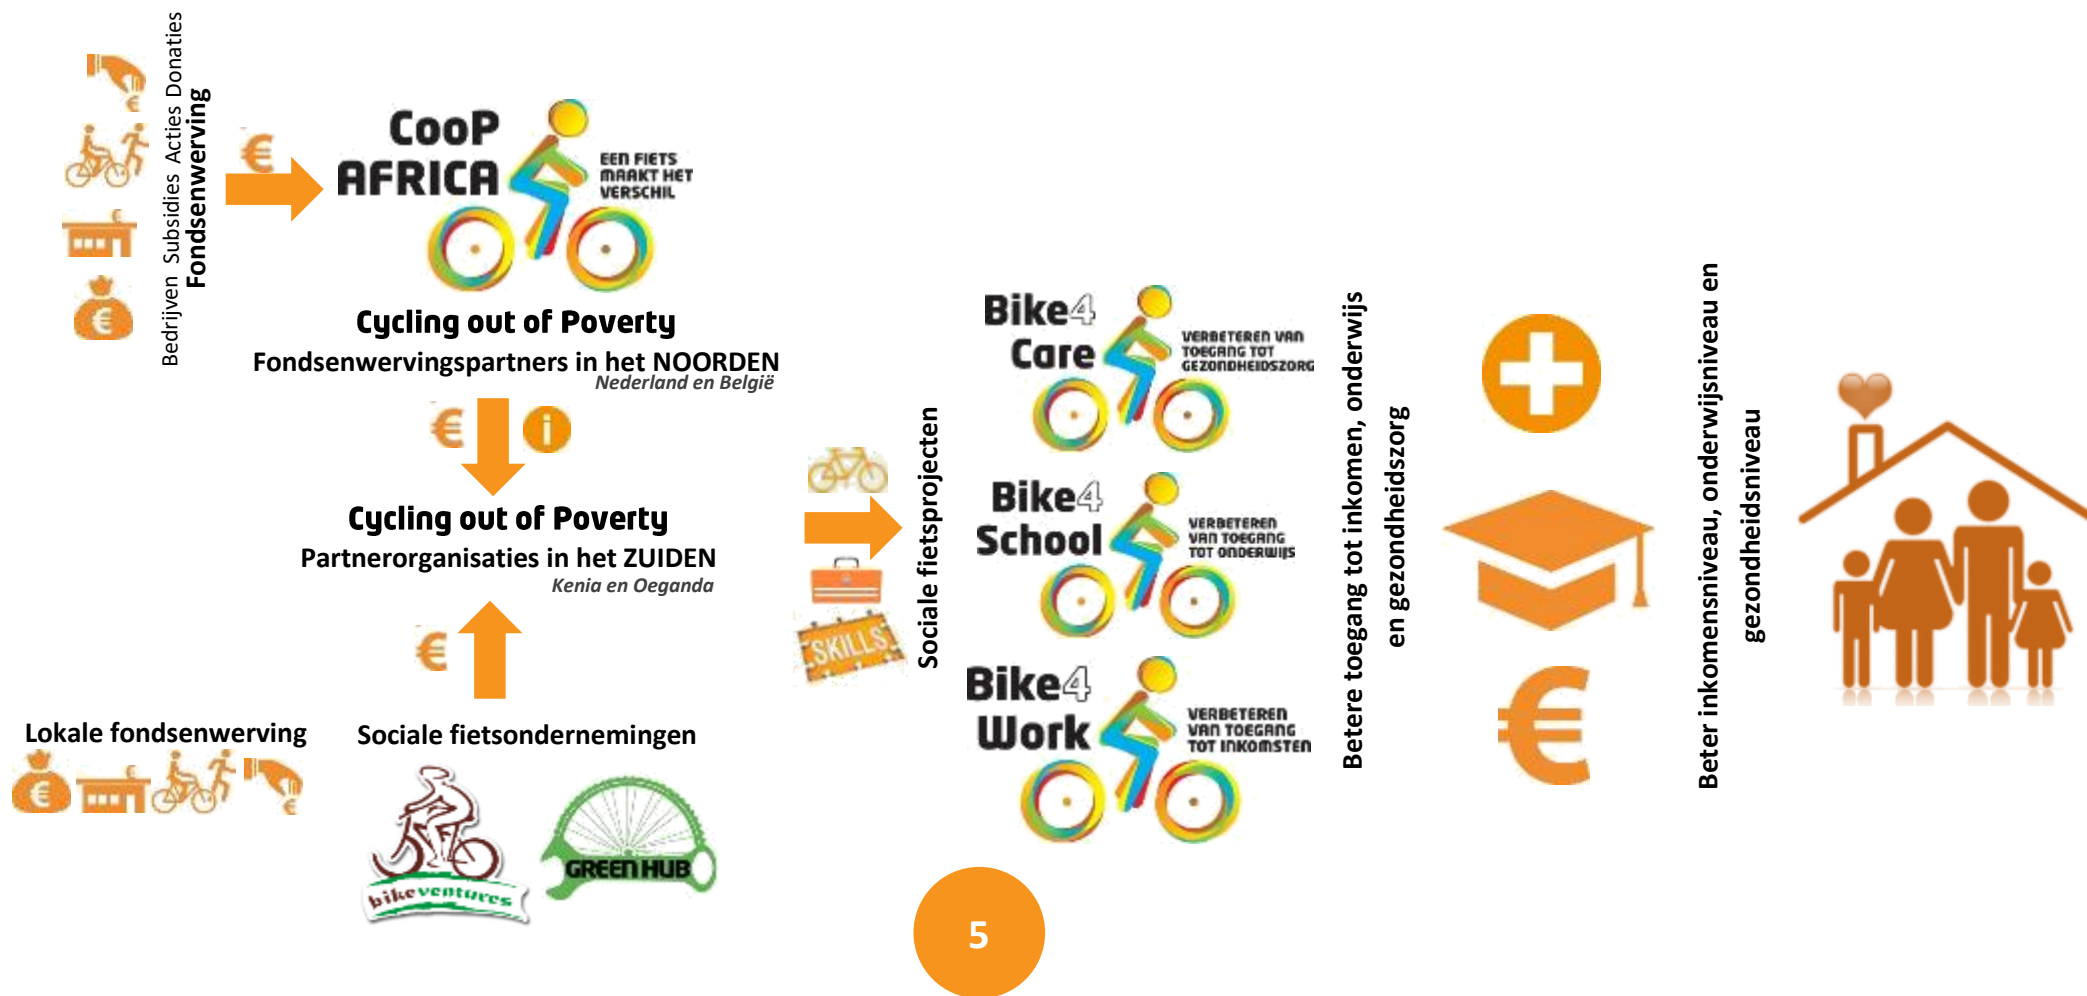 Bedrijven Subsidies Acties Donaties
Fondsenwerving
€
CooP
AFRICA
EEN FIETS
MAAKT HET
VERSCHIL
Cycling out of Poverty
Fondsenwervingspartners in het NOORDEN
Nederland en België
€
i
Cycling out of Poverty
Partnerorganisaties in het ZUIDEN
Kenia en Oeganda
€
Lokale fondsenwerving
Sociale fietsondernemingen
bikeventures
GREEN HUB
SKILLS
Sociale fietsprojecten
Bike4
Care
VERBETEREN VAN
TOEGANG TOT
GEZONDHEIDSZORG
Bike4
School
VERBETEREN
VAN TOEGANG
TOT ONDERWIJS
Bike4
Work
VERBETEREN
VAN TOEGANG
TOT INKOMSTEN
Betere toegang tot inkomen, onderwijs
en gezondheidszorg
€
Beter inkomensniveau, onderwijsniveau en
gezondheidsniveau
5